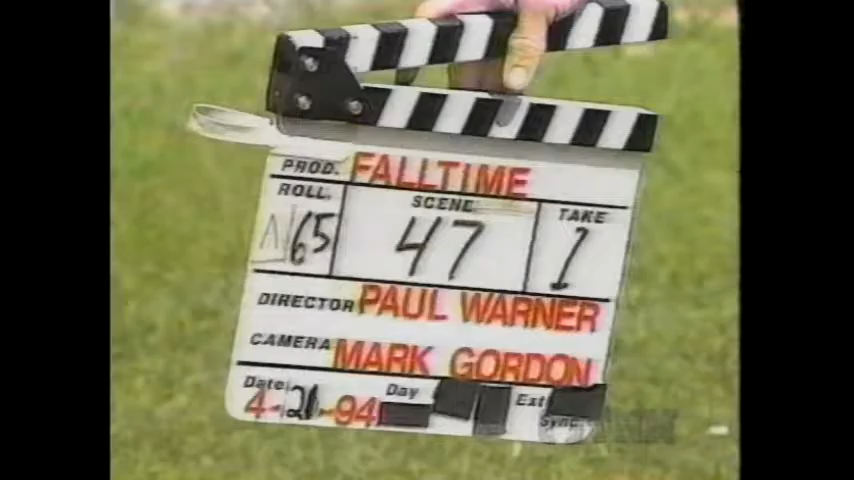 PROD. FALLTIME
ROLL. SCENE TAKE
A65 47 1
DIRECTOR PAUL WARNER
CAMERA MARK GORDON
Date Day Ext
4-21-94 Sync